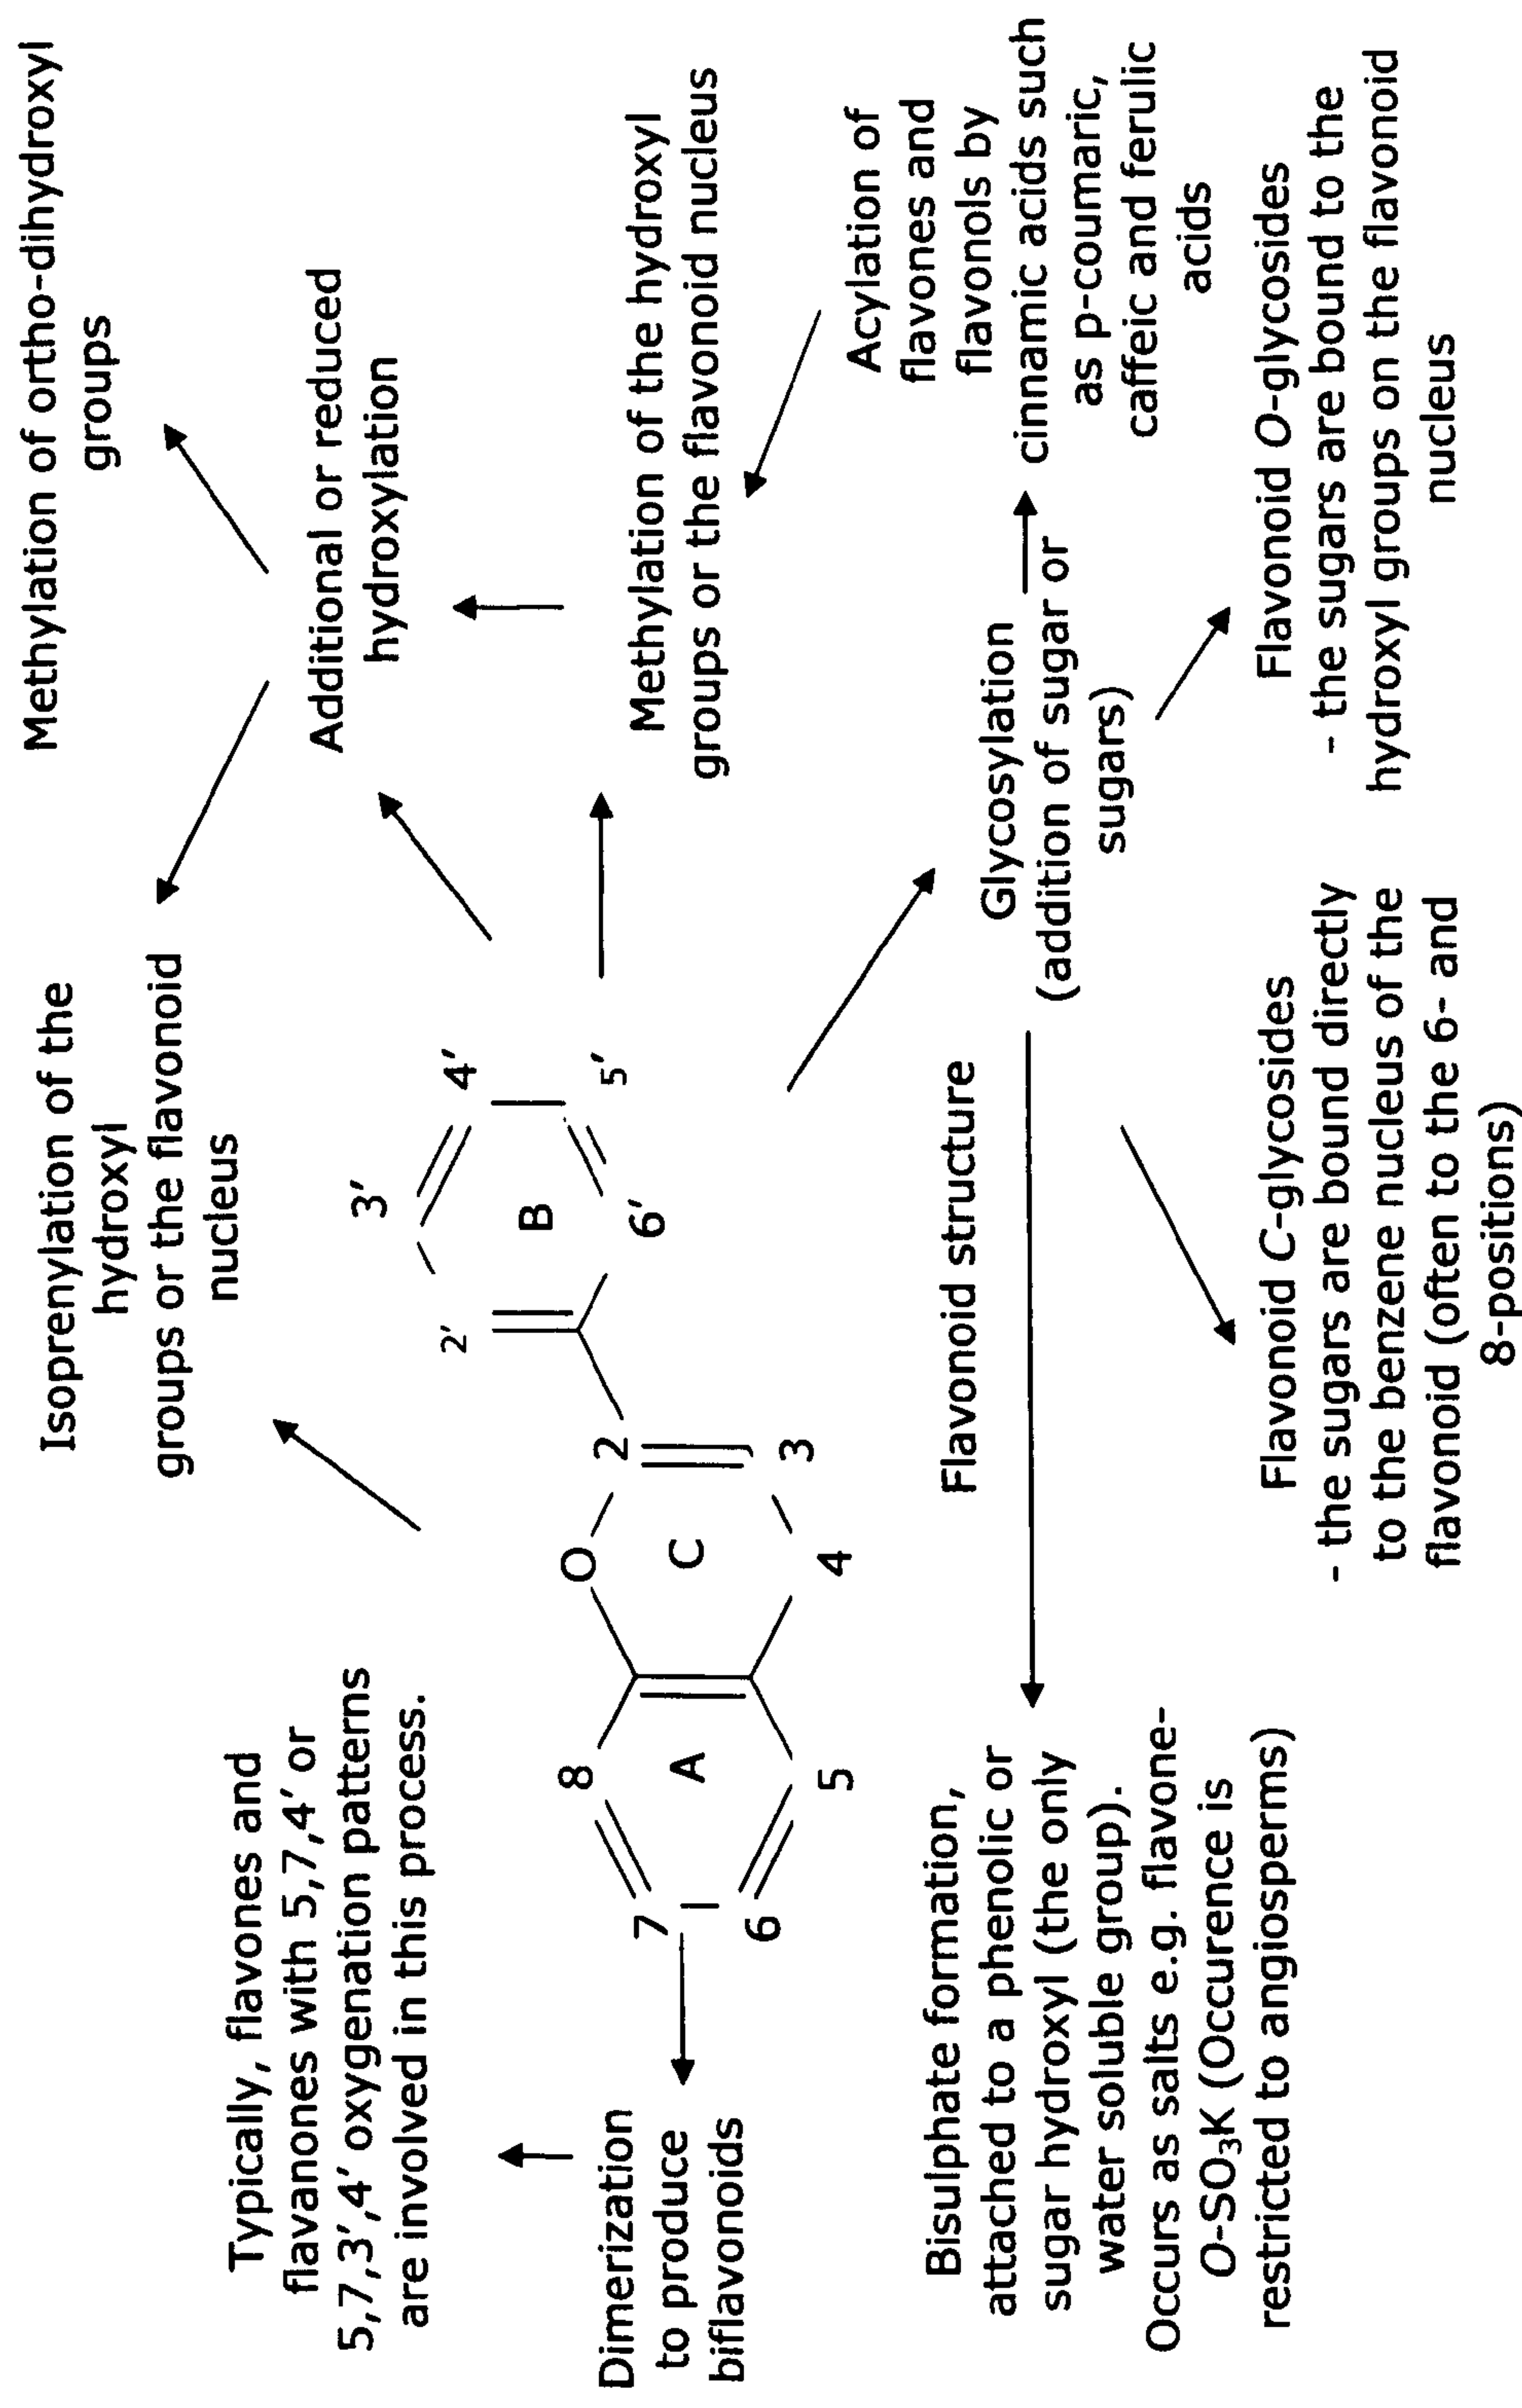 Methylation of ortho-dihydroxyl
groups
Isoprenylation of the
hydroxyl
groups or the flavonoid
nucleus
Typically, flavones and
flavanones with 5,7,4′ or
5,7,3′,4′ oxygenation patterns
are involved in this process.
Additional or reduced
hydroxylation
Methylation of the hydroxyl
groups or the flavonoid nucleus
Dimerization
to produce
biflavonoids
8
7
6
5
A
O
C
2
3
4
2′
3′
4′
5′
6′
B
Flavonoid structure
Acylation of
flavones and
flavonols by
cinnamic acids such
as p-coumaric,
caffeic and ferulic
acids
Glycosylation
(addition of sugar or
sugars)
Bisulphate formation,
attached to a phenolic or
sugar hydroxyl (the only
water soluble group).
Occurs as salts e.g. flavone-
O-SO₃K (Occurence is
restricted to angiosperms)
Flavonoid C-glycosides
- the sugars are bound directly
to the benzene nucleus of the
flavonoid (often to the 6- and
8-positions)
Flavonoid O-glycosides
- the sugars are bound to the
hydroxyl groups on the flavonoid
nucleus